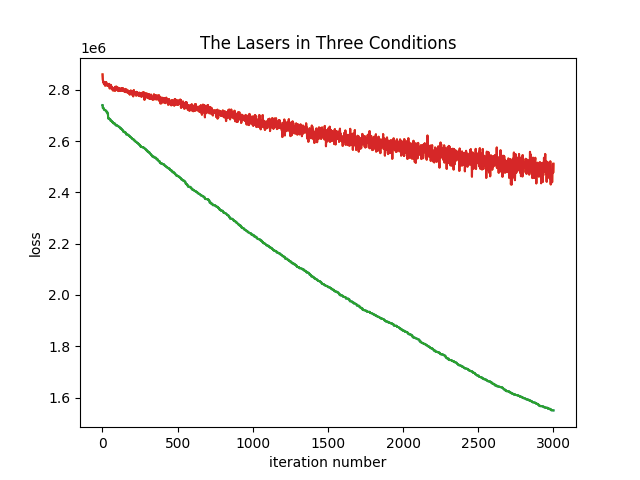 The Lasers in Three Conditions
1e6
2.8
2.6
2.4
2.2
2.0
1.8
1.6
loss
0 500 1000 1500 2000 2500 3000
iteration number